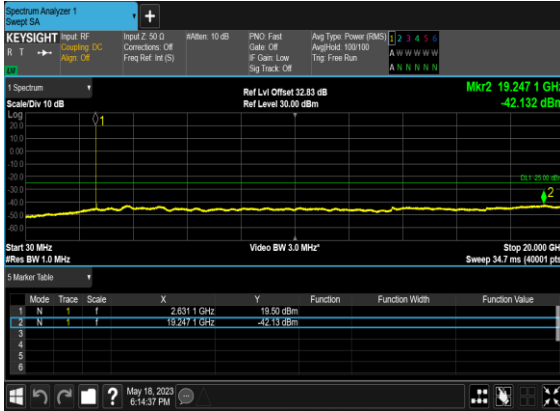 Spectrum Analyzer 1
Swept SA
+
KEYSIGHT
R T
Input: RF
Coupling: DC
Align: Off
Input Z: 50 Ω
Corrections: Off
Freq Ref: Int (S)
#Atten: 10 dB
PNO: Fast
Gate: Off
IF Gain: Low
Sig Track: Off
Avg Type: Power (RMS)
Avg|Hold: 100/100
Trig: Free Run
1 2 3 4 5 6
A W W W W W
A N N N N N
1 Spectrum
Scale/Div 10 dB
Ref Lvl Offset 32.83 dB
Ref Level 30.00 dBm
Mkr2 19.247 1 GHz
-42.132 dBm
Log
20.0
10.0
0.00
-10.0
-20.0
-30.0
-40.0
-50.0
-60.0
1
DL1 -25.00 dBm
2
Start 30 MHz
#Res BW 1.0 MHz
Video BW 3.0 MHz*
Stop 20.000 GH
Sweep 34.7 ms (40001 pts
5 Marker Table
Mode Trace Scale X Y Function Function Width Function Value
1 N 1 f 2.631 1 GHz 19.50 dBm
2 N 1 f 19.247 1 GHz -42.13 dBm
3
4
5
6
?
May 18, 2023
6:14:37 PM